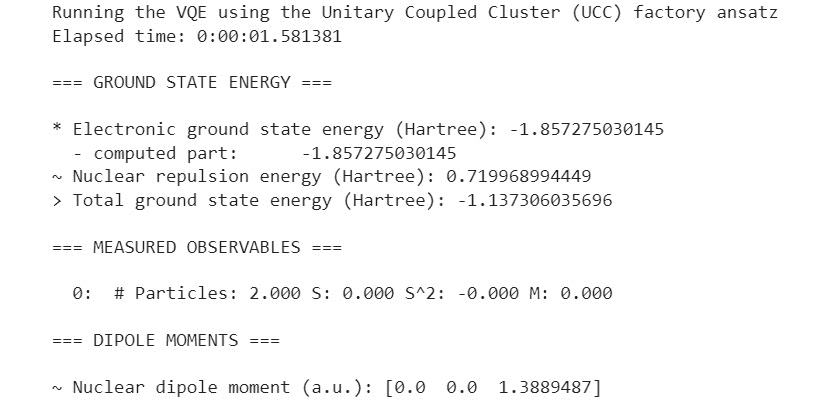 Running the VQE using the Unitary Coupled Cluster (UCC) factory ansatz
Elapsed time: 0:00:01.581381
=== GROUND STATE ENERGY ===
* Electronic ground state energy (Hartree): -1.857275030145
- computed part: -1.857275030145
~ Nuclear repulsion energy (Hartree): 0.719968994449
> Total ground state energy (Hartree): -1.137306035696
=== MEASURED OBSERVABLES ===
0: # Particles: 2.000 S: 0.000 S^2: -0.000 M: 0.000
=== DIPOLE MOMENTS ===
~ Nuclear dipole moment (a.u.): [0.0 0.0 1.3889487]